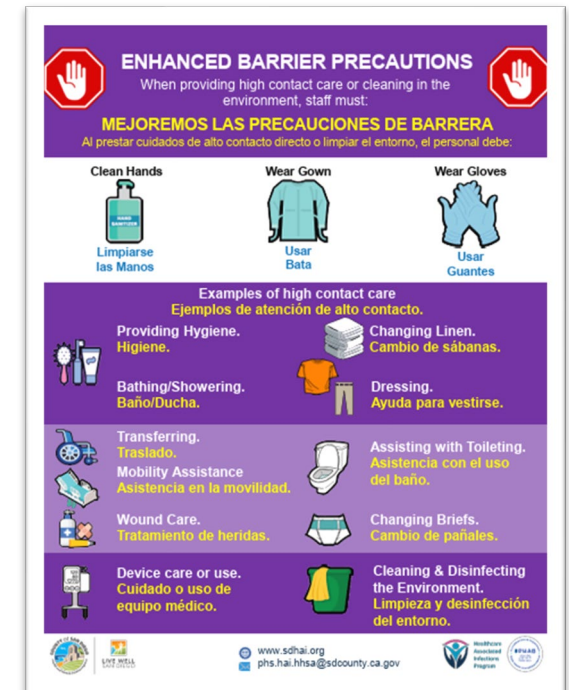 ENHANCED BARRIER PRECAUTIONS
When providing high contact care or cleaning in the
environment, staff must:
MEJOREMOS LAS PRECAUCIONES DE BARRERA
Al prestar cuidados de alto contacto directo o limpiar el entorno, el personal debe:
Clean Hands
HAND
SANITIZER
Limpiarse
las Manos
Wear Gown
Usar
Bata
Wear Gloves
Usar
Guantes
Examples of high contact care
Ejemplos de atención de alto contacto.
Providing Hygiene.
Higiene.
Changing Linen.
Cambio de sábanas.
Bathing/Showering.
Baño/Ducha.
Dressing.
Ayuda para vestirse.
Transferring.
Traslado.
Mobility Assistance
Asistencia en la movilidad.
Assisting with Toileting.
Asistencia con el uso
del baño.
Wound Care.
Tratamiento de heridas.
Changing Briefs.
Cambio de pañales.
Device care or use.
Cuidado o uso de
equipo médico.
Cleaning & Disinfecting
the Environment.
Limpieza y desinfección
del entorno.
LIVE WELL
SAN DIEGO
www.sdhai.org
phs.hai.hhsa@sdcounty.ca.gov
Healthcare
Associated
Infections
Program